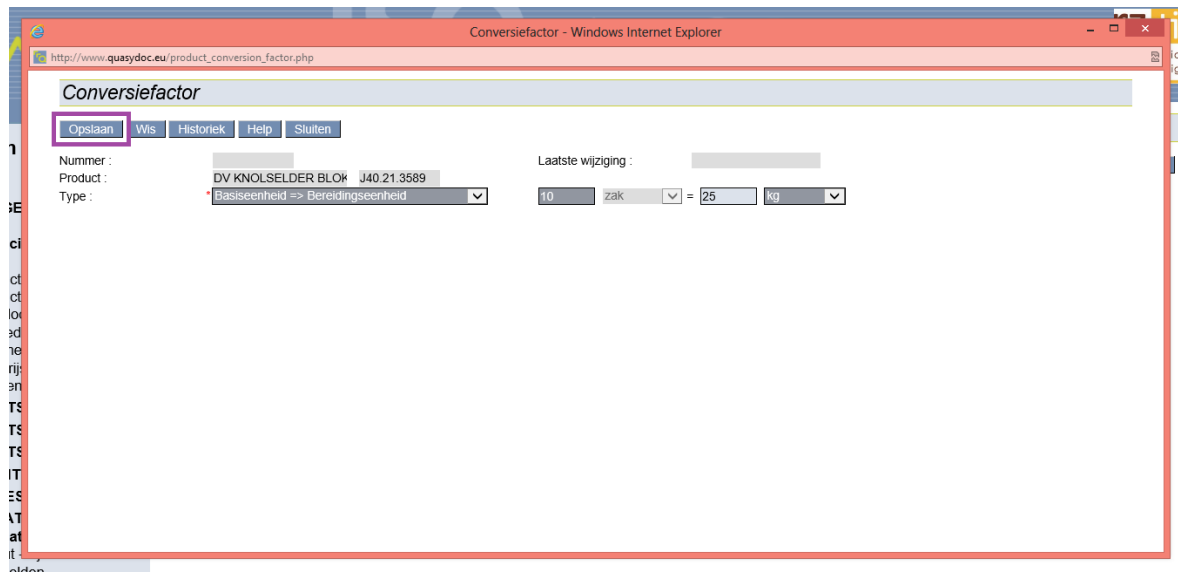 Conversiefactor - Windows Internet Explorer
http://www.quasydoc.eu/product_conversion_factor.php
Conversiefactor
Opslaan Wis Historiek Help Sluiten
Nummer : Laatste wijziging :
Product : DV KNOLSELDER BLOK J40.21.3589
Type : * Basiseenheid => Bereidingseenheid 10 zak = 25 kg